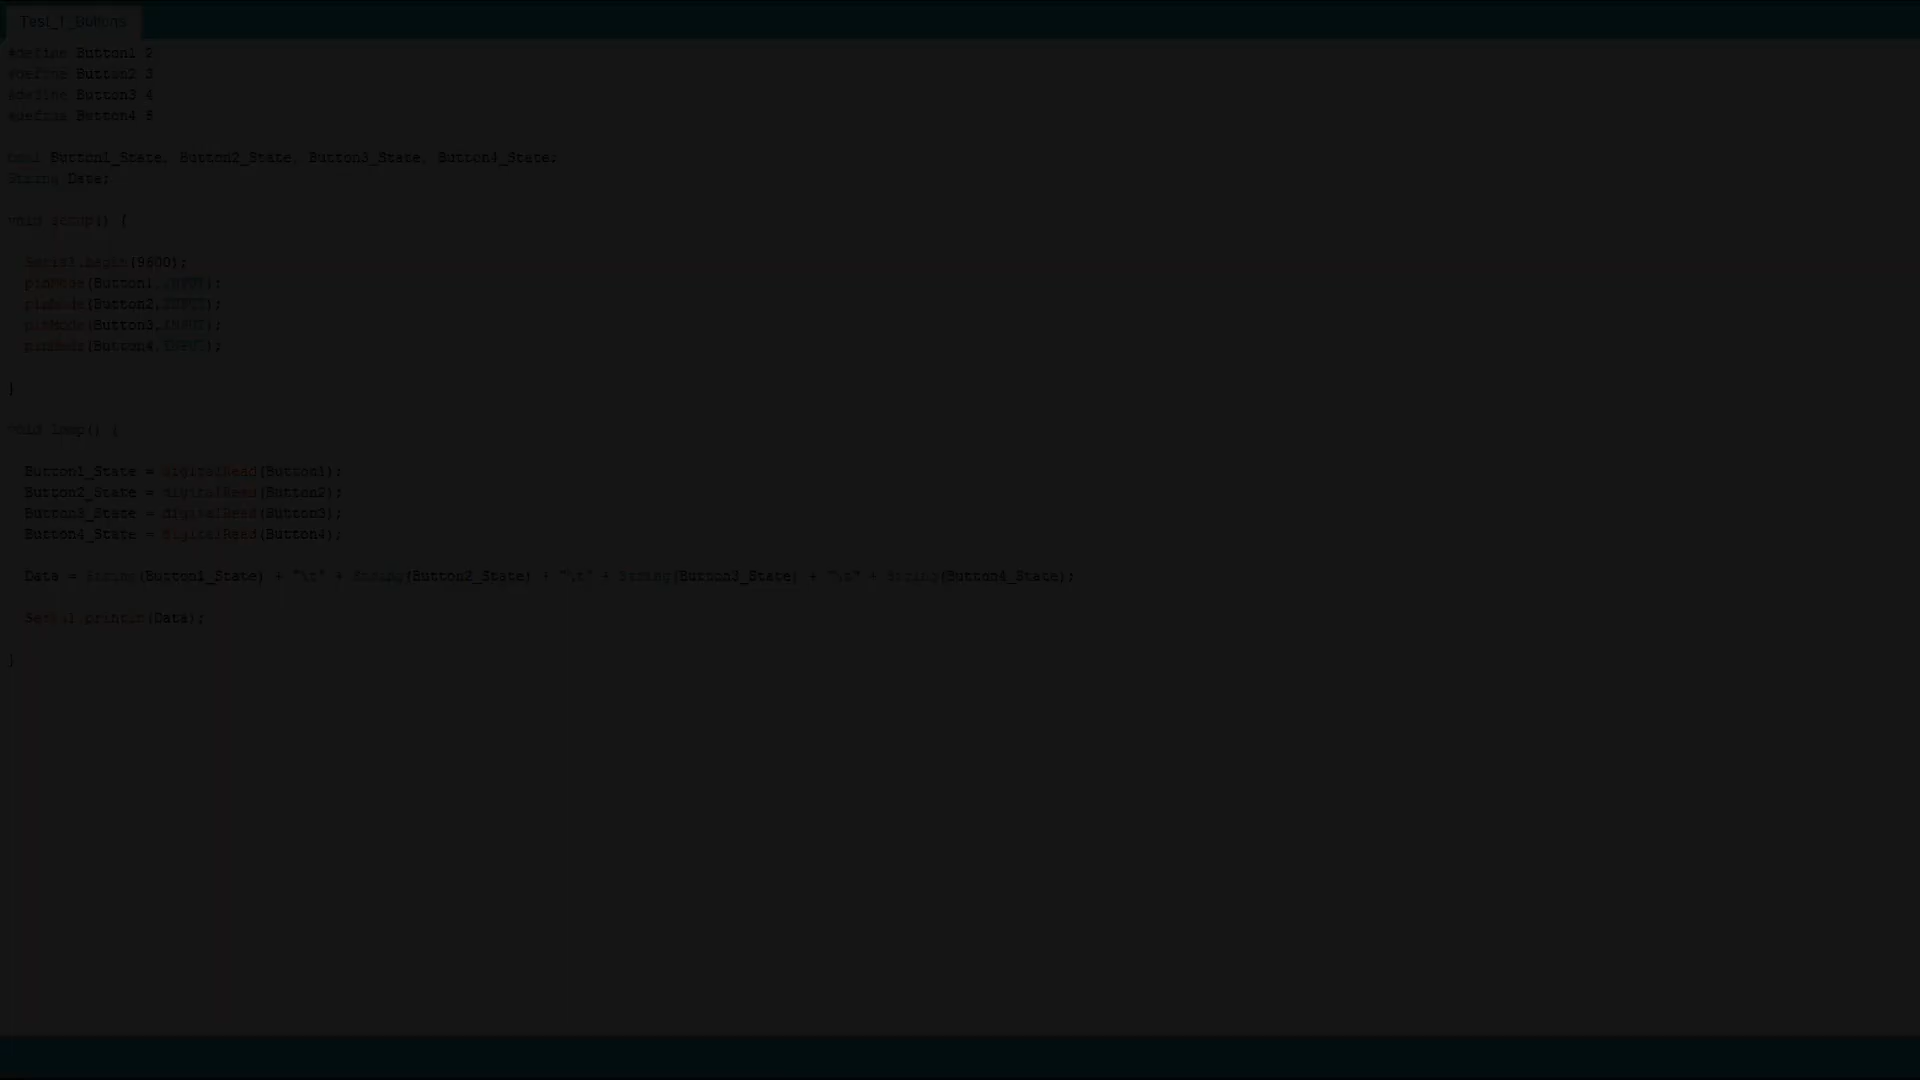 Test_1_Buttons
#define Button1 2
#define Button2 3
#define Button3 4
#define Button4 5
bool Button1_State, Button2_State, Button3_State, Button4_State;
String Data;
void setup() {
Serial.begin(9600);
pinMode(Button1,INPUT);
pinMode(Button2,INPUT);
pinMode(Button3,INPUT);
pinMode(Button4,INPUT);
}
void loop() {
Button1_State = digitalRead(Button1);
Button2_State = digitalRead(Button2);
Button3_State = digitalRead(Button3);
Button4_State = digitalRead(Button4);
Data = String(Button1_State) + "\t" + String(Button2_State) + "\t" + String(Button3_State) + "\t" + String(Button4_State);
Serial.println(Data);
}